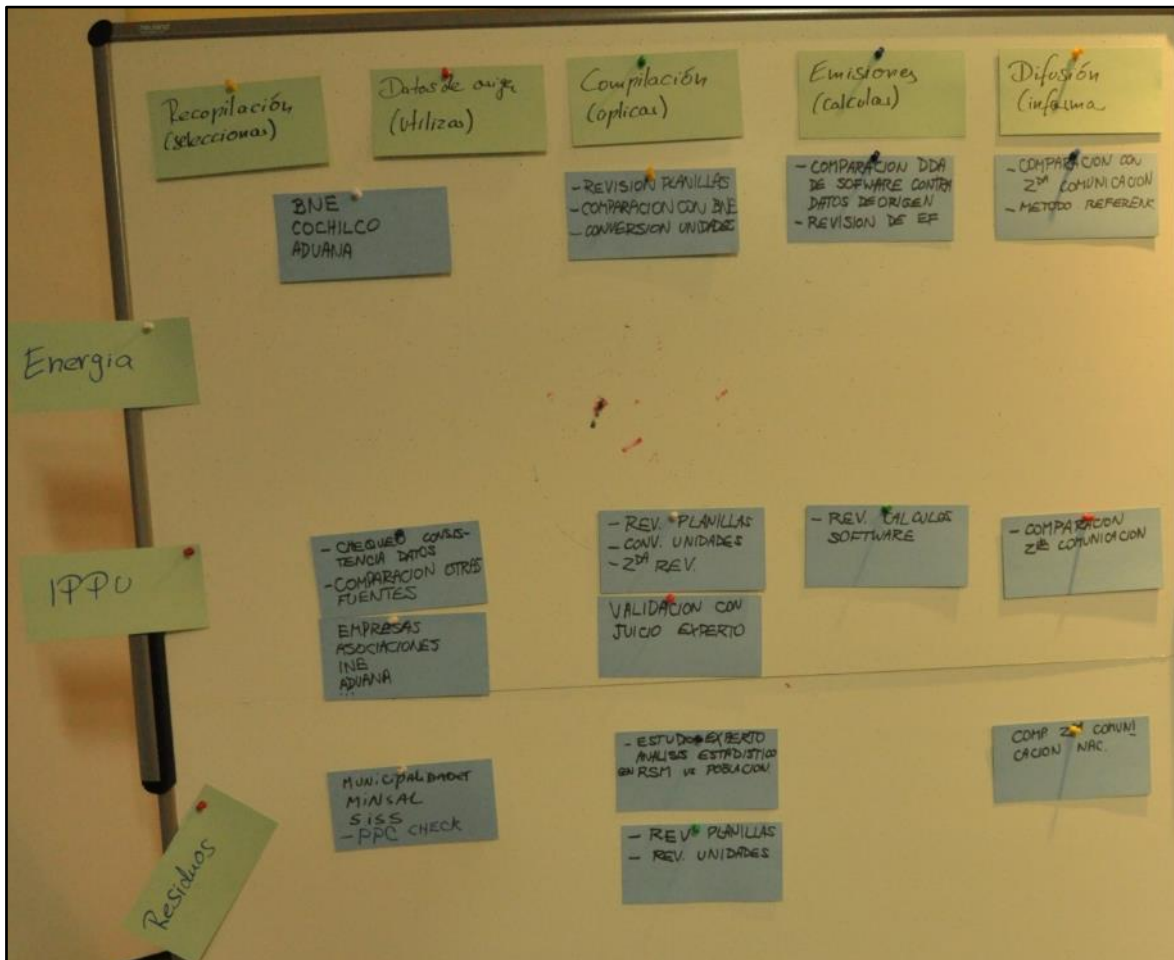 Recopilación
(seleccionas)
Datos de
(utilizas)
Compilación
(aplicas)
Emisiones
(calculas)
Difusión
(informa
BNE
COCHILCO
ADUANA
- REVISION PLANILLAS
- COMPARACION CON BNE
- CONVERSION UNIDADES
- COMPARACION DDA
DE SOFWARE CONTRA
DATOS DE ORIGEN
- REVISION DE EF
- COMPARACION CON
2DA COMUNICACION
- METODO REFERENC
Energia
IPPU
- CHEQUEO CONSIS-
TENCIA DATOS
- COMPARACION OTRAS
FUENTES
EMPRESAS
ASOCIACIONES
INE
ADUANA
...
- REV. PLANILLAS
- CONV. UNIDADES
- 2DA REV.
VALIDACION CON
JUICIO EXPERTO
- REV. CALCULOS
SOFTWARE
- COMPARACION
COMUNICACION
Residuos
MUNICIPALIDADES
MINSAL
SISS
- PPC CHECK
- ESTUDIO EXPERTO
ANALISIS ESTADISTICO
RSM vs POBLACION
- REV PLANILLAS
- REV. UNIDADES
COMP. COMUNI
CACION NAC.